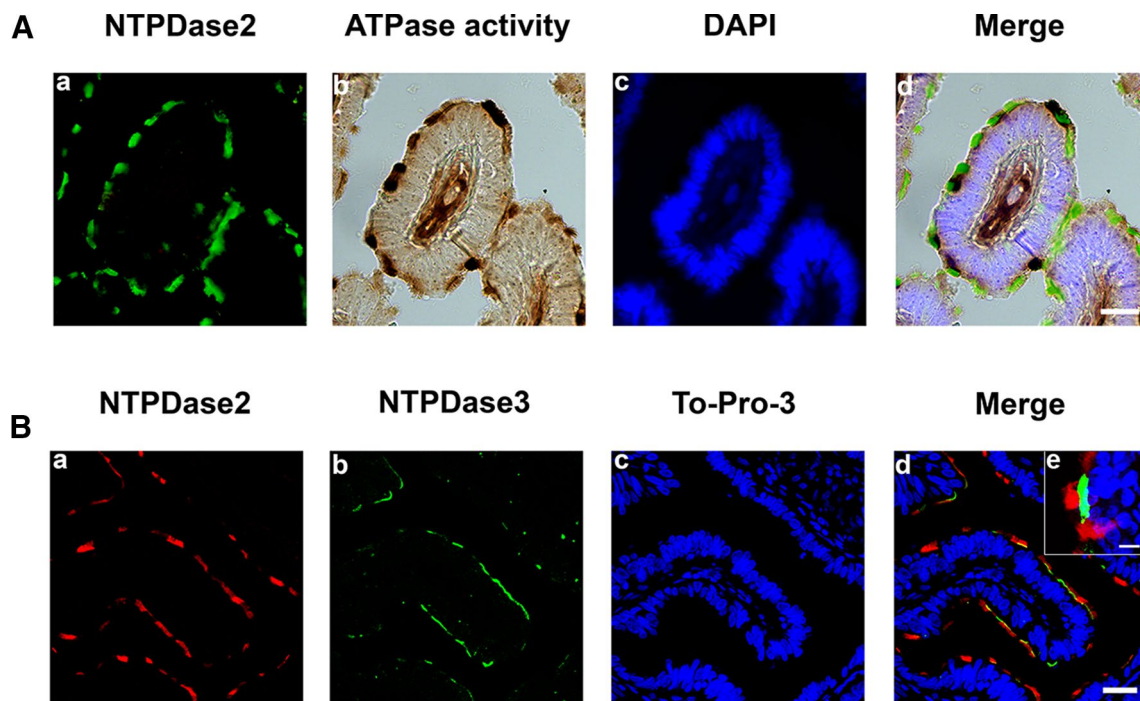 A
NTPDase2 ATPase activity DAPI Merge
a b c d
B
NTPDase2 NTPDase3 To-Pro-3 Merge
a b c d e